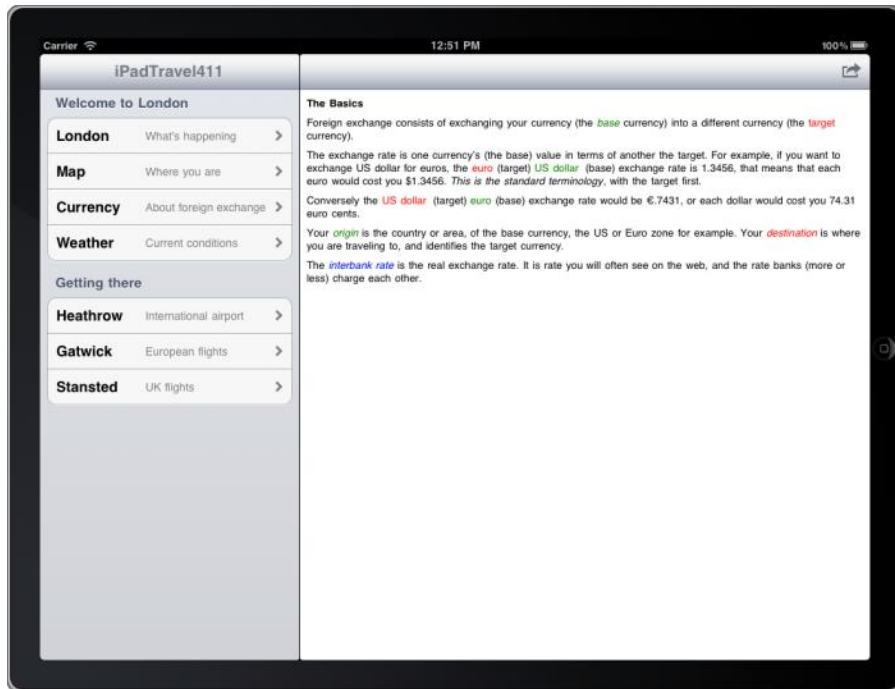 Carrier 12:51 PM 100%
iPadTravel411
Welcome to London
London What's happening
Map Where you are
Currency About foreign exchange
Weather Current conditions
Getting there
Heathrow International airport
Gatwick European flights
Stansted UK flights
The Basics
Foreign exchange consists of exchanging your currency (the base currency) into a different currency (the target
currency).
The exchange rate is one currency's (the base) value in terms of another the target. For example, if you want to
exchange US dollar for euros, the euro (target) US dollar (base) exchange rate is 1.3456, that means that each
euro would cost you $1.3456. This is the standard terminology, with the target first.
Conversely the US dollar (target) euro (base) exchange rate would be €.7431, or each dollar would cost you 74.31
euro cents.
Your origin is the country or area, of the base currency, the US or Euro zone for example. Your destination is where
you are traveling to, and identifies the target currency.
The interbank rate is the real exchange rate. It is rate you will often see on the web, and the rate banks (more or
less) charge each other.